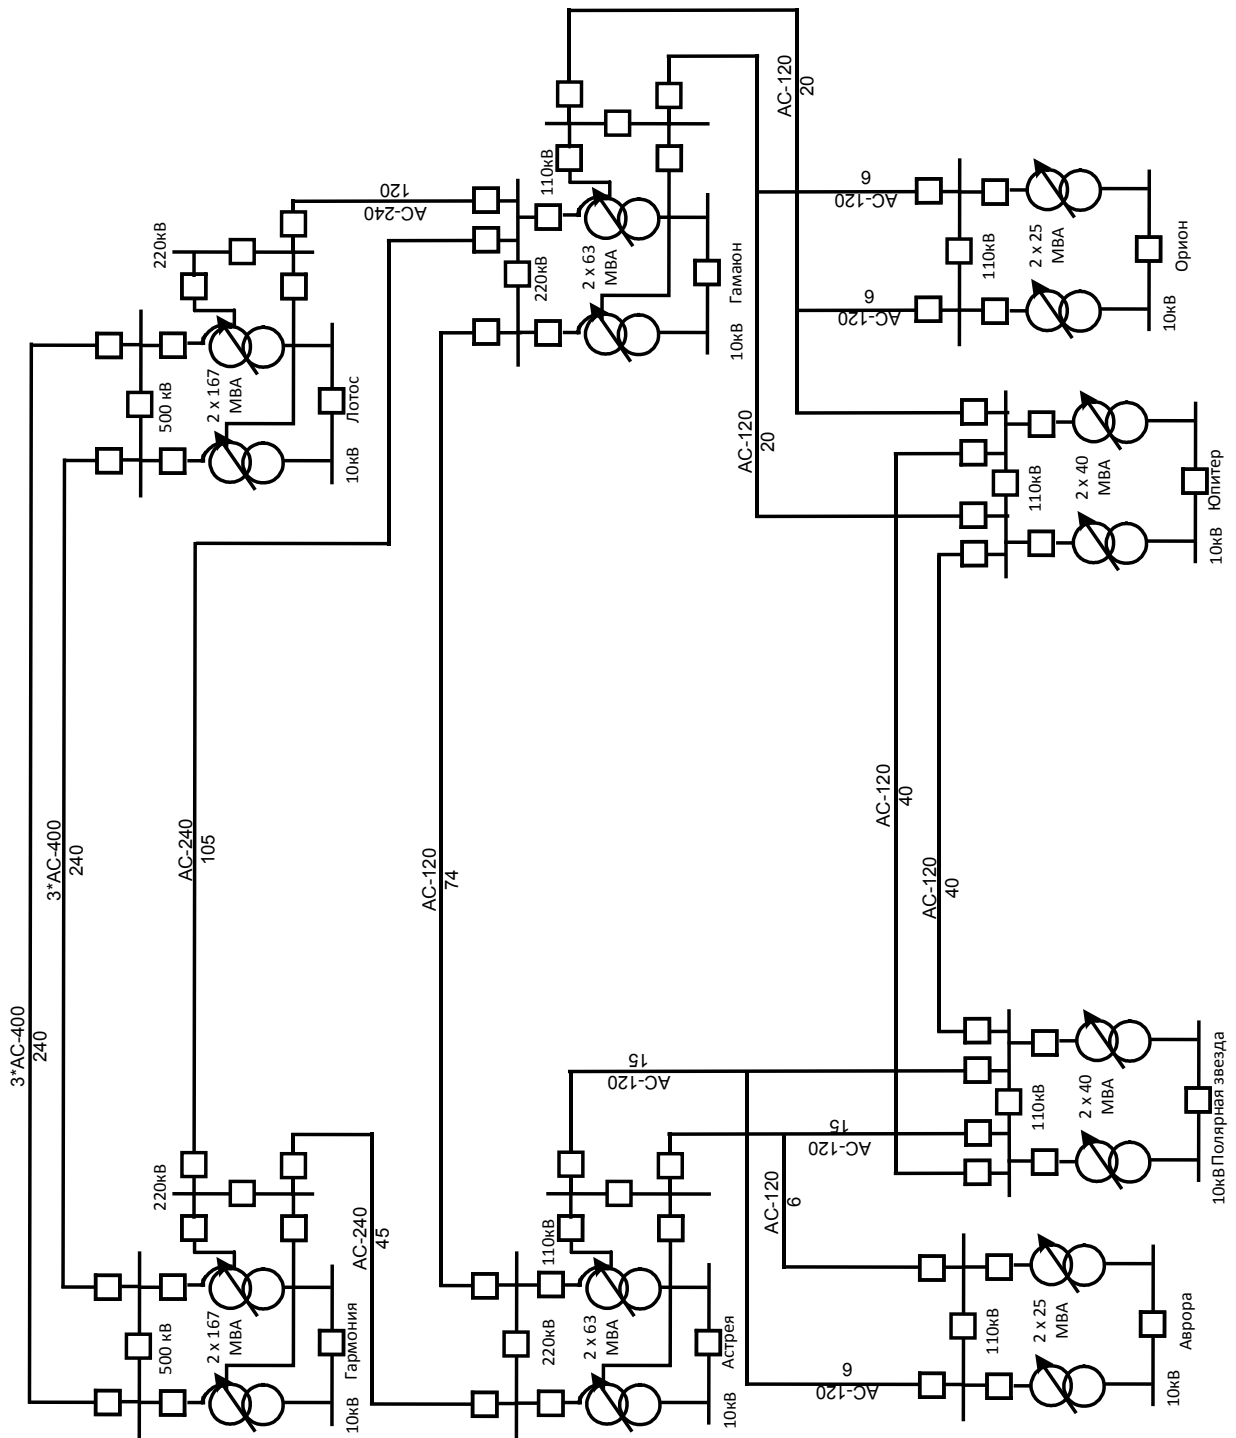 3*АС-400
240
3*АС-400
240
АС-240
105
АС-240
45
АС-240
120
220кВ
500 кВ
2 x 167
МВА
10кВ
Лотос
220кВ
500 кВ
2 x 167
МВА
10кВ
Гармония
АС-120
74
110кВ
220кВ
2 x 63
МВА
10кВ
Гамаюн
110кВ
220кВ
2 x 63
МВА
10кВ
Астрея
АС-120
20
АС-120
20
АС-120
6
АС-120
6
110кВ
2 x 25
МВА
10кВ
Орион
110кВ
2 x 40
МВА
10кВ
Юпитер
АС-120
40
АС-120
40
АС-120
15
АС-120
15
110кВ
2 x 40
МВА
10кВ Полярная звезда
АС-120
6
АС-120
6
110кВ
2 x 25
МВА
10кВ
Аврора